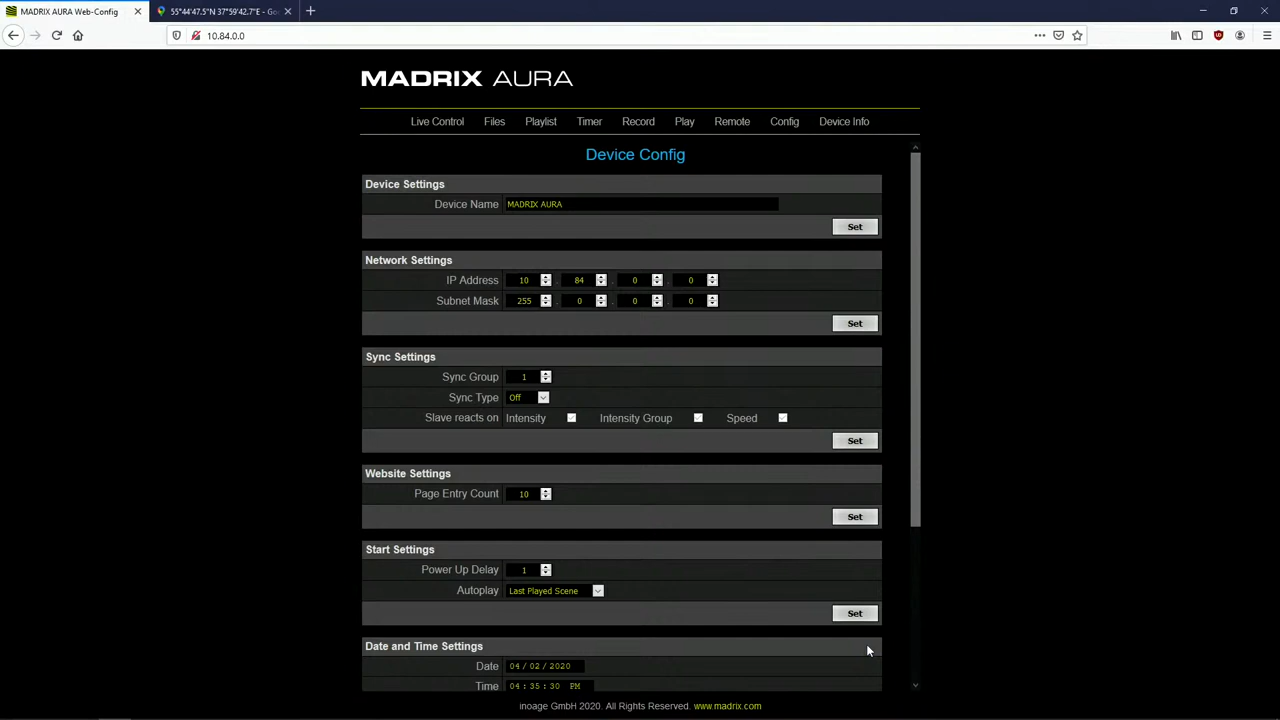 MADRIX AURA Web-Config
55°44'47.5"N 37°59'42.7"E - Go
10.84.0.0
MADRIX AURA
Live Control Files Playlist Timer Record Play Remote Config Device Info
Device Config
Device Settings
Device Name MADRIX AURA
Set
Network Settings
IP Address 10 . 84 . 0 . 0
Subnet Mask 255 . 0 . 0 . 0
Set
Sync Settings
Sync Group 1
Sync Type Off
Slave reacts on Intensity Intensity Group Speed
Set
Website Settings
Page Entry Count 10
Set
Start Settings
Power Up Delay 1
Autoplay Last Played Scene
Set
Date and Time Settings
Date 04 / 02 / 2020
Time 04 : 35 : 30 PM
inoage GmbH 2020. All Rights Reserved. www.madrix.com